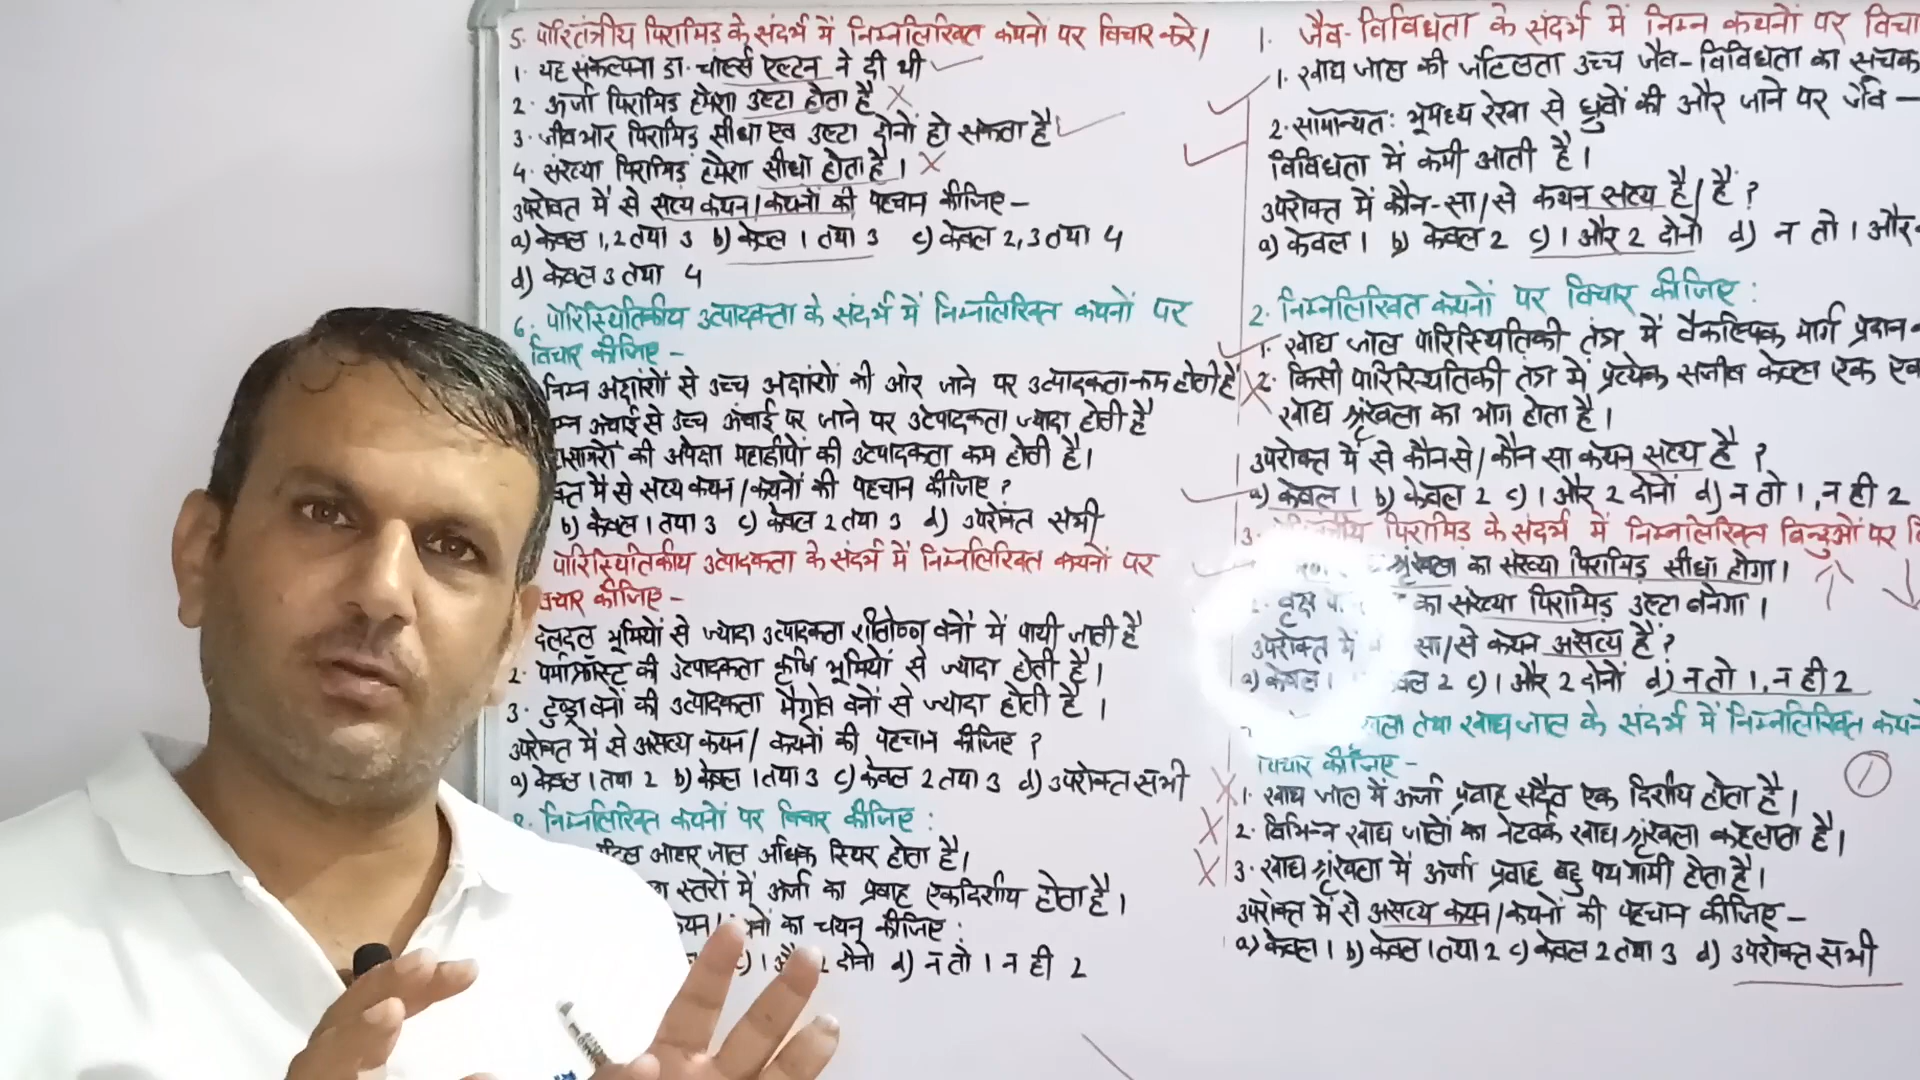 5. पारितंत्रीय पिरामिड के संदर्भ में निम्नलिखित कथनों पर विचार करे।
1. यह संकल्पना डा. चार्ल्स एल्टन ने दी थी
2. ऊर्जा पिरामिड हमेशा उल्टा होता है
3. जीवभार पिरामिड़ सीधा एवं उल्टा दोनों हो सकता है
4. संख्या पिरामिड़ हमेशा सीधा होता है।
उपरोक्त में से सत्य कथन/कथनों की पहचान कीजिए-
a) केवल 1,2 तथा 3 b) केवल 1 तथा 3 c) केवल 2,3 तथा 4
d) केवल 3 तथा 4
6. पारिस्थितिकीय उत्पादकता के संदर्भ में निम्नलिखित कथनों पर
विचार कीजिए-
निम्न अक्षांशों से उच्च अक्षांशों की ओर जाने पर उत्पादकता कम होती है
ऊंचाई से उच्च ऊंचाई पर जाने पर उत्पादकता ज्यादा होती है
की अपेक्षा महाद्वीपों की उत्पादकता कम होती है।
में से सत्य कथन/कथनों की पहचान कीजिए?
b) केवल 1 तथा 3 c) केवल 2 तथा 3 d) उपरोक्त सभी
पारिस्थितिकीय उत्पादकता के संदर्भ में निम्नलिखित कथनों पर
कीजिए-
दलदल भूमियों से ज्यादा उत्पादकता शीतोष्ण वनों में पायी जाती है
2. पर्माफ्रॉस्ट की उत्पादकता कृषि भूमियों से ज्यादा होती है।
3. टुण्ड्रा वनों की उत्पादकता मैंग्रोव वनों से ज्यादा होती है।
उपरोक्त में से असत्य कथन/ कथनों की पहचान कीजिए?
a) केवल 1 तथा 2 b) केवल 1 तथा 3 c) केवल 2 तथा 3 d) उपरोक्त सभी
8. निम्नलिखित कथनों पर विचार कीजिए:
आहार जाल अधिक स्थिर होता है।
स्तरों में ऊर्जा का प्रवाह एकदिशीय होता है।
का चयन कीजिए:
c) 1 2 दोनो d) न तो 1 न ही 2
1. जैव-विविधता के संदर्भ में निम्न कथनों पर
1. खाद्य जाल की जटिलता उच्च जैव-विविधता का सूचक
2. सामान्यत: भूमध्य रेखा से ध्रुवों की और जाने पर जैव-
विविधता में कमी आती है।
उपरोक्त में कौन-सा/से कथन सत्य है/हैं?
a) केवल 1 b) केवल 2 c) 1 और 2 दोनो d) न तो 1 और
2. निम्नलिखित कथनों पर विचार कीजिए:
1. खाद्य जाल पारिस्थितिकी तंत्र में वैकल्पिक मार्ग प्रदान
2. किसी पारिस्थितिकी तंत्र में प्रत्येक सजीव केवल एक
खाद्य श्रृंखला का भाग होता है।
उपरोक्त में से कौन से/कौन सा कथन सत्य है?
a) केवल 1 b) केवल 2 c) 1 और 2 दोनों d) न तो 1, न ही 2
3. पिरामिड के संदर्भ में निम्नलिखित बिन्दुओं पर
श्रृंखला का संख्या पिरामिड़ सीधा होगा।
वृक्ष का संख्या पिरामिड़ उल्टा बनेगा।
उपरोक्त में सा/से कथन असत्य है?
a) केवल 1 2 c) 1 और 2 दोनों d) न तो 1, न ही 2
तथा खाद्य जाल के संदर्भ में निम्नलिखित
विचार कीजिए-
1
1. खाद्य जाल में ऊर्जा प्रवाह सदैव एक दिशीय होता है।
2. विभिन्न खाद्य जालों का नेटवर्क खाद्य श्रृंखला कहलाता है।
3. खाद्य श्रृंखला में ऊर्जा प्रवाह बहु पथ गामी होता है।
उपरोक्त में से असत्य कथन/कथनों की पहचान कीजिए-
a) केवल 1 b) केवल 1 तथा 2 c) केवल 2 तथा 3 d) उपरोक्त सभी